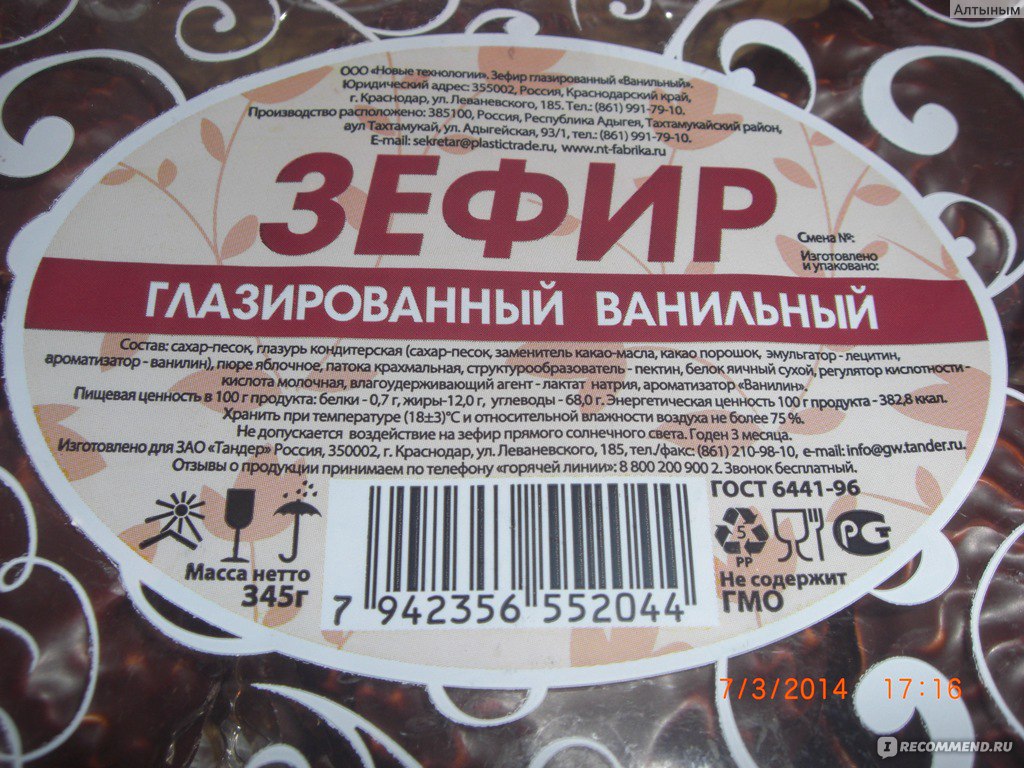 Алтыным
ООО «Новые технологии». Зефир глазированный «Ванильный».
Юридический адрес: 355002, Россия, Краснодарский край,
г. Краснодар, ул. Леваневского, 185. Тел.: (861) 991-79-10.
Производство расположено: 385100, Россия, Республика Адыгея, Тахтамукайский район,
аул Тахтамукай, ул. Адыгейская, 93/1, тел.: (861) 991-79-10.
E-mail: sekretar@plastictrade.ru, www.nt-fabrika.ru
ЗЕФИР
Смена №:
Изготовлено
и упаковано:
ГЛАЗИРОВАННЫЙ ВАНИЛЬНЫЙ
Состав: сахар-песок, глазурь кондитерская (сахар-песок, заменитель какао-масла, какао порошок, эмульгатор - лецитин,
ароматизатор - ванилин), пюре яблочное, патока крахмальная, структурообразователь - пектин, белок яичный сухой, регулятор кислотности -
кислота молочная, влагоудерживающий агент - лактат натрия, ароматизатор «Ванилин».
Пищевая ценность в 100 г продукта: белки - 0,7 г, жиры-12,0 г, углеводы - 68,0 г. Энергетическая ценность 100 г продукта - 382,8 ккал.
Хранить при температуре (18±3)°С и относительной влажности воздуха не более 75 %.
Не допускается воздействие на зефир прямого солнечного света. Годен 3 месяца.
Изготовлено для ЗАО «Тандер» Россия, 350002, г. Краснодар, ул. Леваневского, 185, тел./факс: (861) 210-98-10, e-mail: info@gw.tander.ru.
Отзывы о продукции принимаем по телефону «горячей линии»: 8 800 200 900 2. Звонок бесплатный.
ГОСТ 6441-96
5
PP
РСТ
Масса нетто
345г
Не содержит
ГМО
7 942356 552044
7/3/2014 17:16
IRECOMMEND.RU